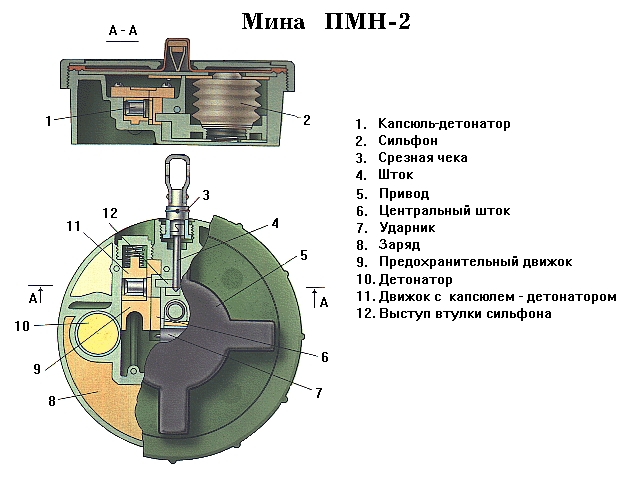 Мина ПМН-2
А - А
1
2
1. Капсюль-детонатор
2. Сильфон
3. Срезная чека
4. Шток
5. Привод
6. Центральный шток
7. Ударник
8. Заряд
9. Предохранительный движок
10. Детонатор
11. Движок с капсюлем - детонатором
12. Выступ втулки сильфона
3
12
11
4
5
А
А
10
9
6
7
8